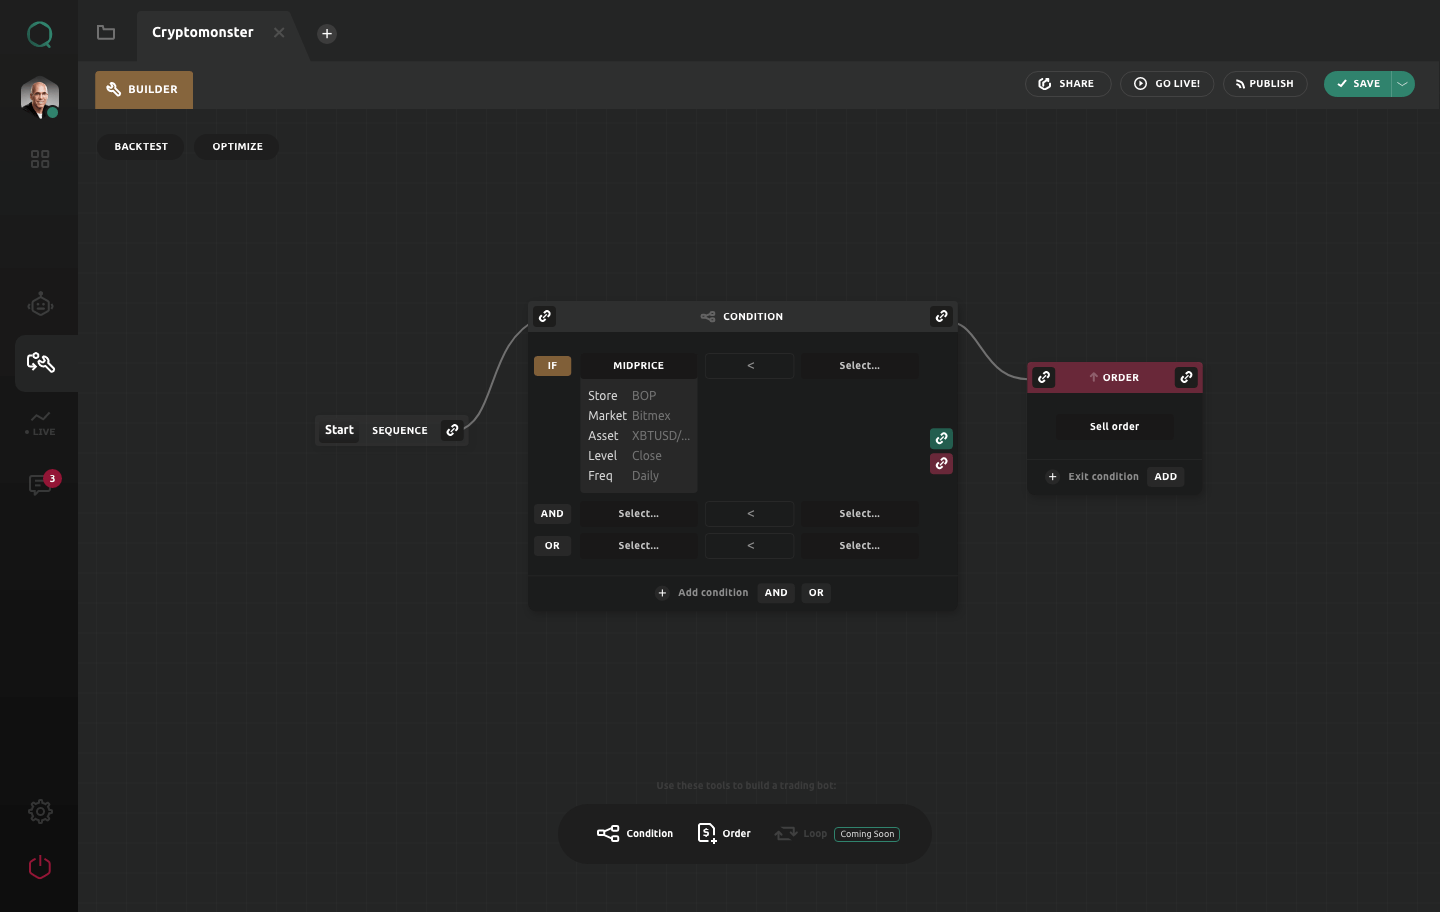 Cryptomonster
BUILDER
SHARE
GO LIVE!
PUBLISH
SAVE
BACKTEST
OPTIMIZE
CONDITION
IF
MIDPRICE
<
Select...
Store BOP
Market Bitmex
Asset XBTUSD/...
Level Close
Freq Daily
AND
Select...
<
Select...
OR
Select...
<
Select...
+ Add condition
AND
OR
Start
SEQUENCE
ORDER
Sell order
+ Exit condition
ADD
• LIVE
3
Use these tools to build a trading bot:
Condition
Order
Loop
Coming Soon